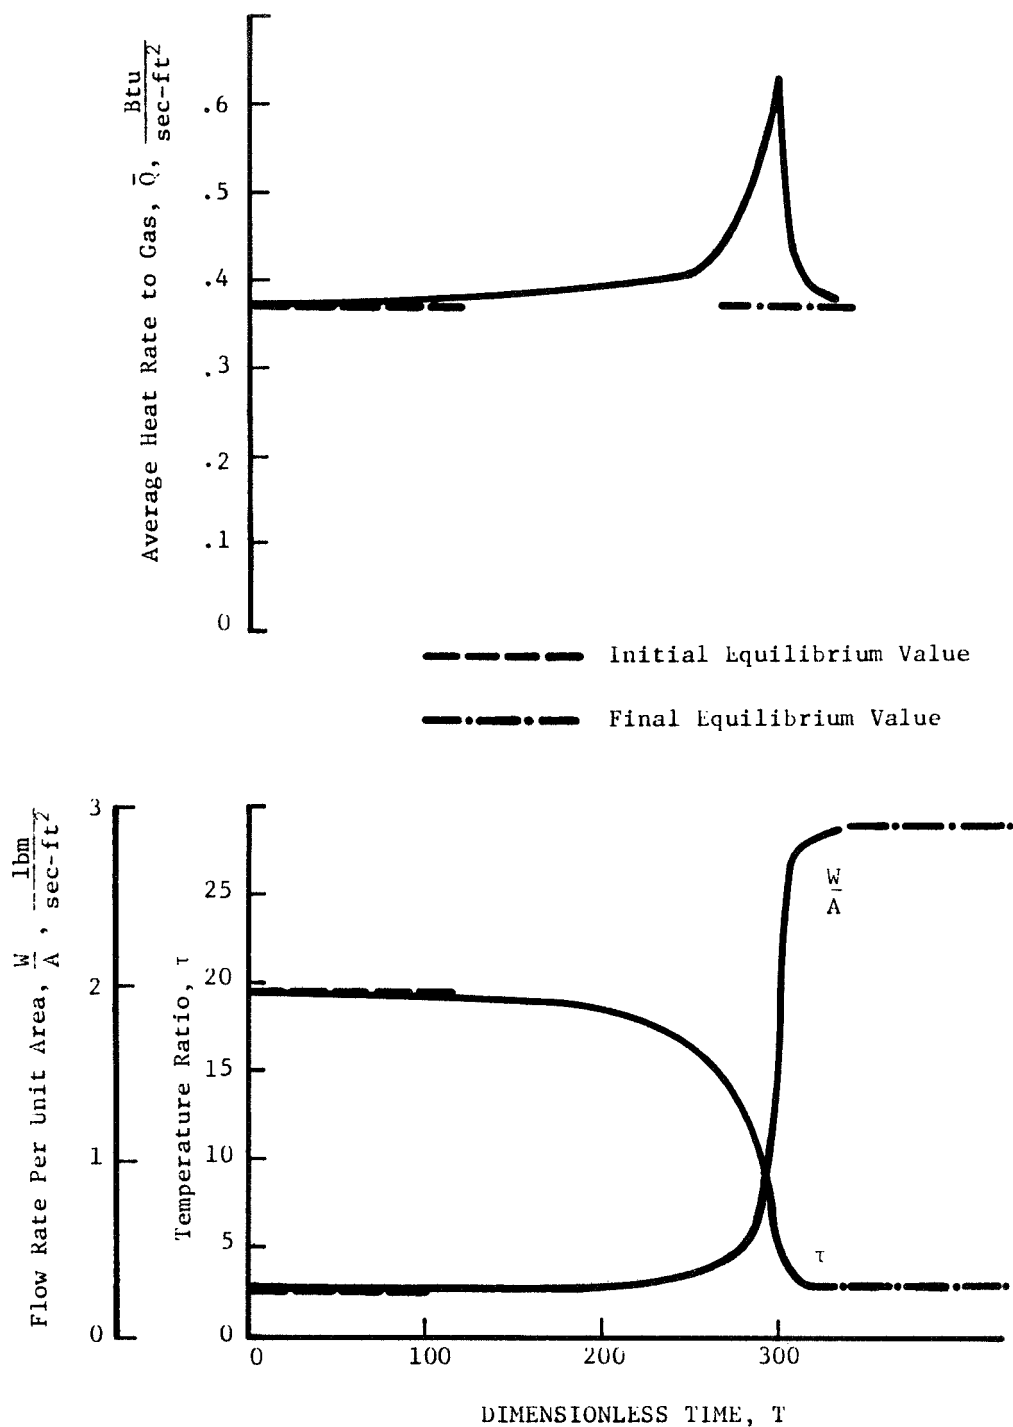 Average Heat Rate to Gas, Q̄, Btu
sec-ft²
.6
.5
.4
.3
.2
.1
0
Initial Equilibrium Value
Final Equilibrium Value
Flow Rate Per Unit Area, W/A, lbm
sec-ft²
3
2
1
0
Temperature Ratio, τ
25
20
15
10
5
0
W
A
τ
0 100 200 300
DIMENSIONLESS TIME, T